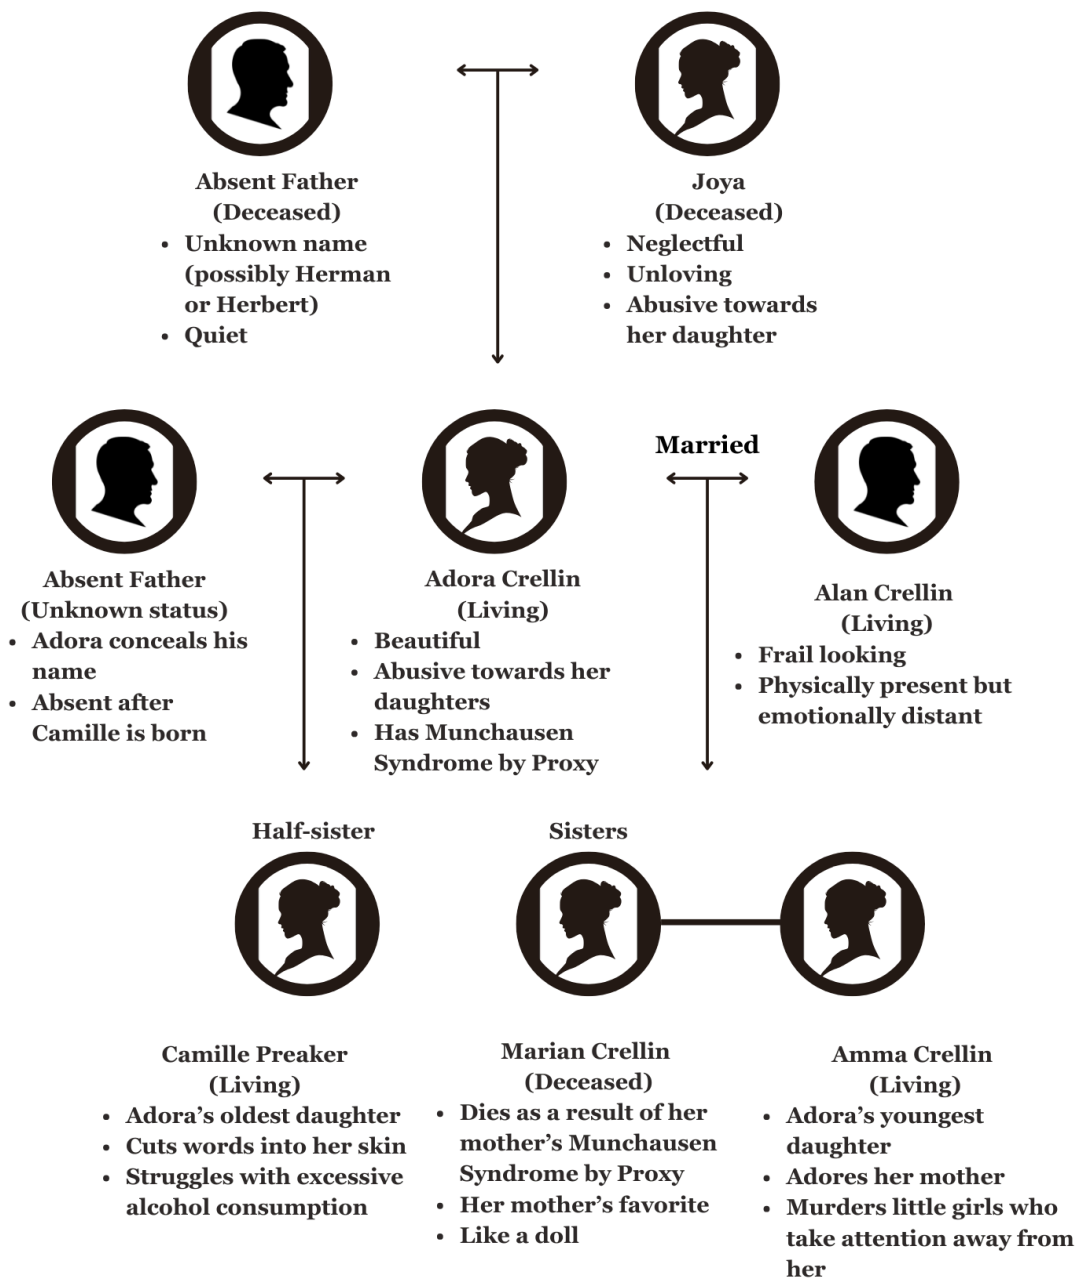 Absent Father
(Deceased)
• Unknown name
(possibly Herman
or Herbert)
• Quiet
Joya
(Deceased)
• Neglectful
• Unloving
• Abusive towards
her daughter
Married
Absent Father
(Unknown status)
• Adora conceals his
name
• Absent after
Camille is born
Adora Crellin
(Living)
• Beautiful
• Abusive towards her
daughters
• Has Munchausen
Syndrome by Proxy
Alan Crellin
(Living)
• Frail looking
• Physically present but
emotionally distant
Half-sister
Sisters
Camille Preaker
(Living)
• Adora’s oldest daughter
• Cuts words into her skin
• Struggles with excessive
alcohol consumption
Marian Crellin
(Deceased)
• Dies as a result of her
mother’s Munchausen
Syndrome by Proxy
• Her mother’s favorite
• Like a doll
Amma Crellin
(Living)
• Adora’s youngest
daughter
• Adores her mother
• Murders little girls who
take attention away from
her